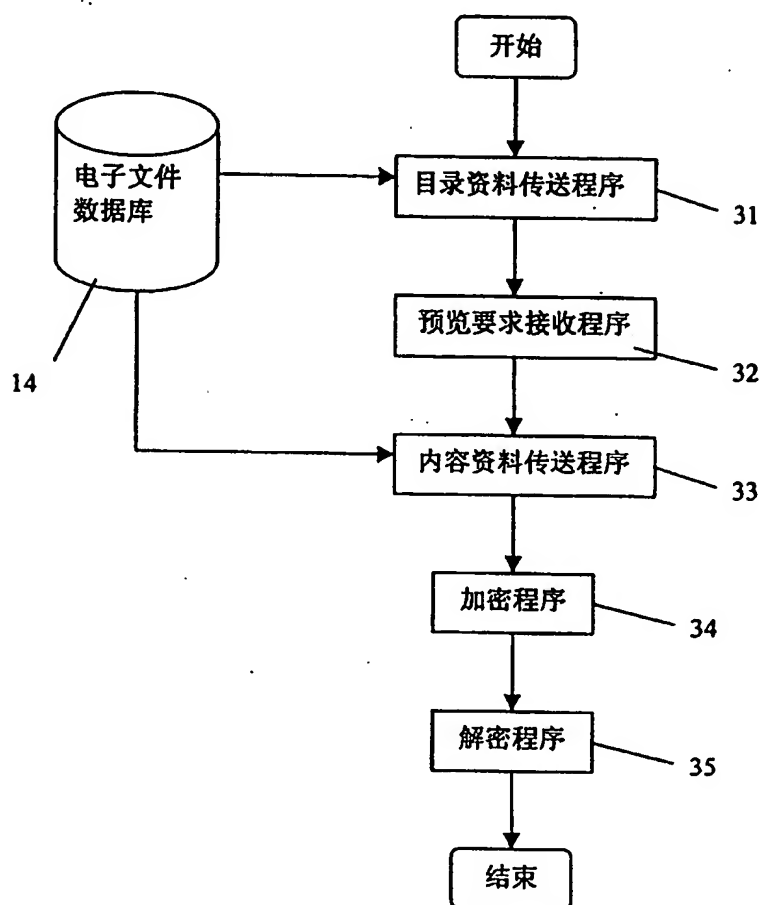 开始
电子文件
数据库
目录资料传送程序
31
预览要求接收程序
32
14
内容资料传送程序
33
加密程序
34
解密程序
35
结束